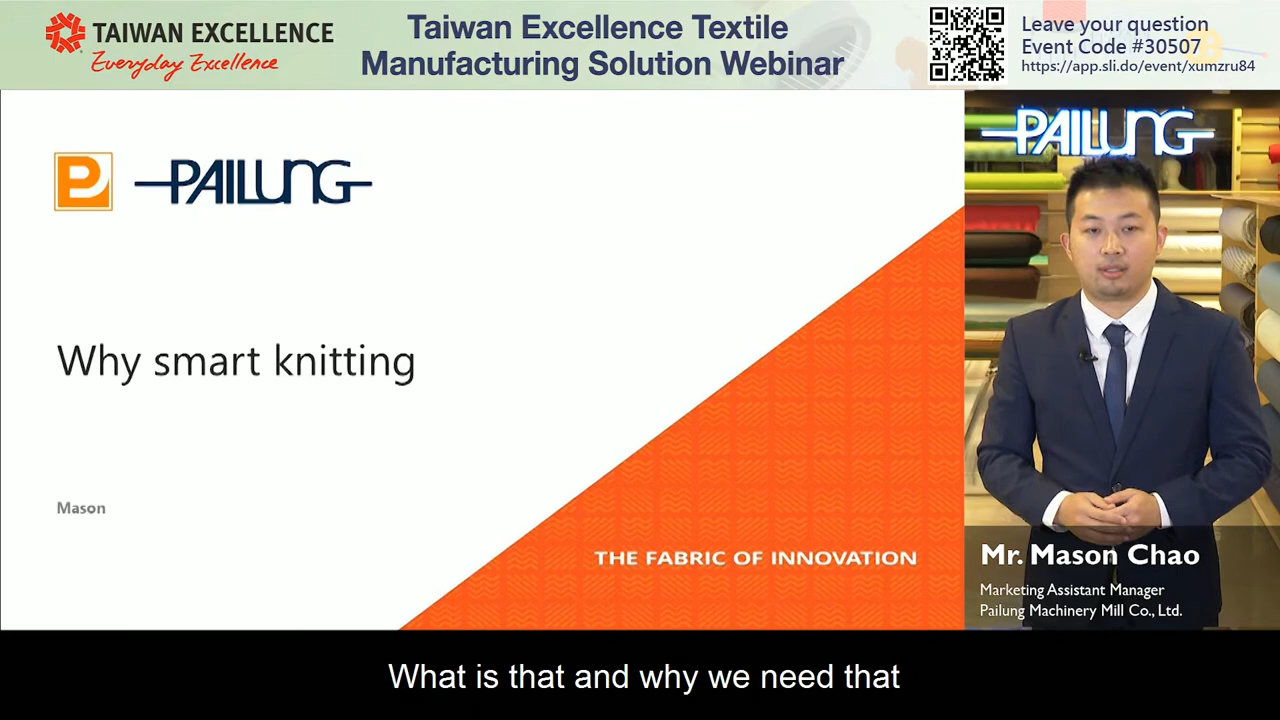 TAIWAN EXCELLENCE
Everyday Excellence
Taiwan Excellence Textile
Manufacturing Solution Webinar
Leave your question
Event Code #30507
https://app.sli.do/event/xumzru84
P PAILUNG
PAILUNG
Why smart knitting
Mason
THE FABRIC OF INNOVATION
Mr. Mason Chao
Marketing Assistant Manager
Pailung Machinery Mill Co., Ltd.
What is that and why we need that